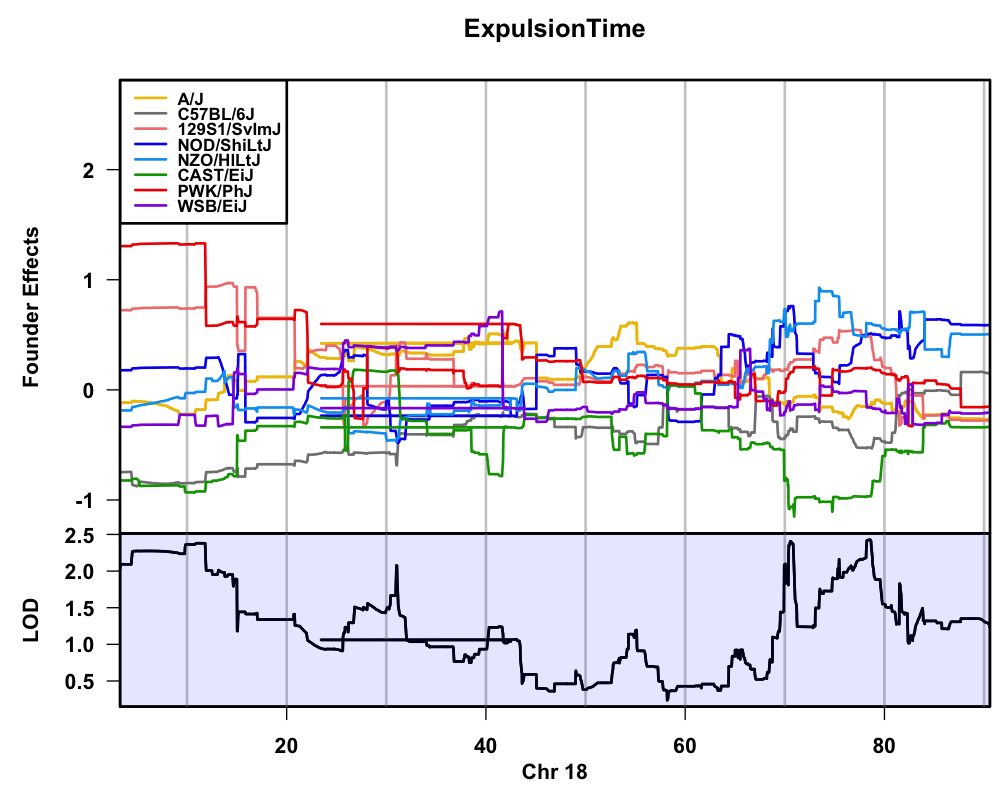 ExpulsionTime
A/J
C57BL/6J
129S1/SvImJ
NOD/ShiLtJ
NZO/HlLtJ
CAST/EiJ
PWK/PhJ
WSB/EiJ
Founder Effects
2
1
0
-1
LOD
2.5
2.0
1.5
1.0
0.5
20 40 60 80
Chr 18